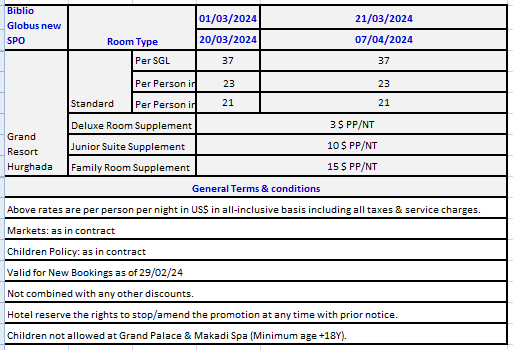 Biblio
Globus new
SPO
Room Type
01/03/2024
21/03/2024
20/03/2024
07/04/2024
Grand
Resort
Hurghada
Standard
Per SGL
37
37
Per Person in
23
23
Per Person in
21
21
Deluxe Room Supplement
3 $ PP/NT
Junior Suite Supplement
10 $ PP/NT
Family Room Supplement
15 $ PP/NT
General Terms & conditions
Above rates are per person per night in US$ in all-inclusive basis including all taxes & service charges.
Markets: as in contract
Children Policy: as in contract
Valid for New Bookings as of 29/02/24
Not combined with any other discounts.
Hotel reserve the rights to stop/amend the promotion at any time with prior notice.
Children not allowed at Grand Palace & Makadi Spa (Minimum age +18Y).